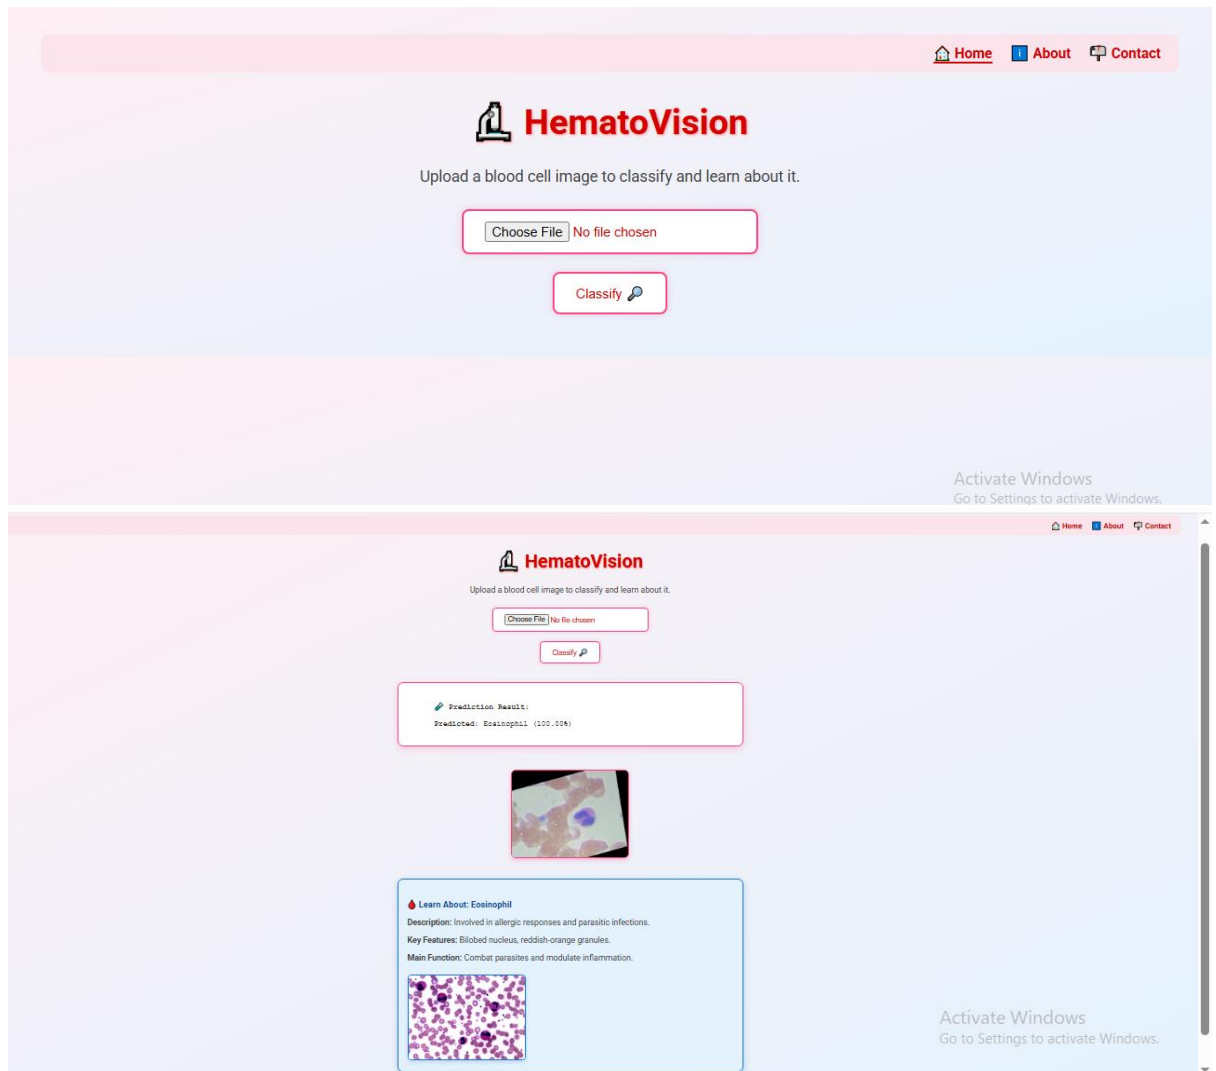 Home About Contact
HematoVision
Upload a blood cell image to classify and learn about it.
Choose File No file chosen
Classify
Activate Windows
Go to Settings to activate Windows.
Home About Contact
HematoVision
Upload a blood cell image to classify and learn about it.
Choose File No file chosen
Classify
Prediction Result:
Predicted: Eosinophil (100.00%)
Learn About: Eosinophil
Description: Involved in allergic responses and parasitic infections.
Key Features: Bilobed nucleus, reddish-orange granules.
Main Function: Combat parasites and modulate inflammation.
Activate Windows
Go to Settings to activate Windows.